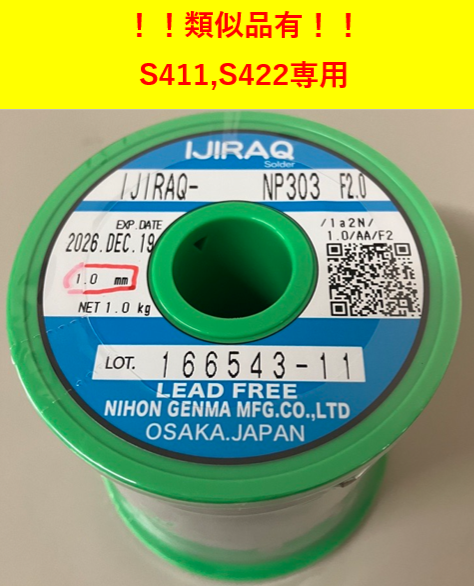 ！！類似品有！！
S411,S422専用
IJIRAQ
Solder
IJIRAQ- NP303 F2.0
EXP.DATE
2026.DEC.19
/1a2N/
1.0/AA/F2
1.0 mm
NET 1.0 kg
LOT. 166543-11
LEAD FREE
NIHON GENMA MFG.CO.,LTD
OSAKA.JAPAN